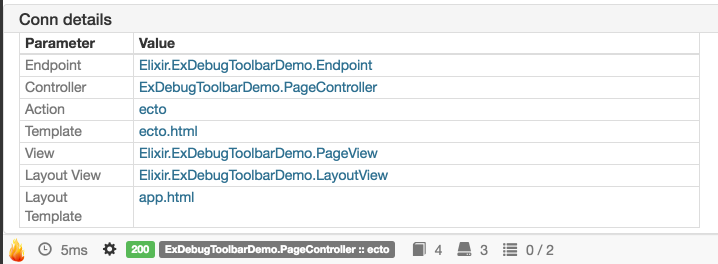 Conn details
Parameter Value
Endpoint Elixir.ExDebugToolbarDemo.Endpoint
Controller ExDebugToolbarDemo.PageController
Action ecto
Template ecto.html
View Elixir.ExDebugToolbarDemo.PageView
Layout View Elixir.ExDebugToolbarDemo.LayoutView
Layout Template app.html
5ms 200 ExDebugToolbarDemo.PageController :: ecto 4 3 0 / 2